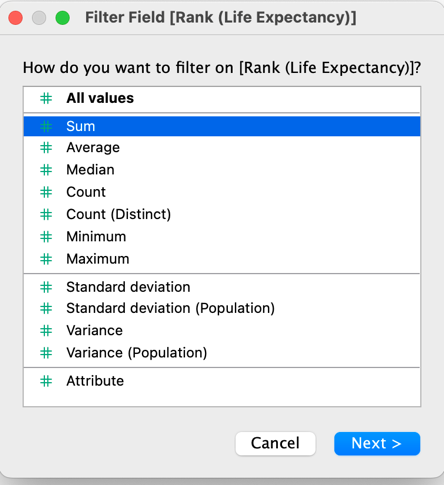 Filter Field [Rank (Life Expectancy)]
How do you want to filter on [Rank (Life Expectancy)]?
# All values
# Sum
# Average
# Median
# Count
# Count (Distinct)
# Minimum
# Maximum
# Standard deviation
# Standard deviation (Population)
# Variance
# Variance (Population)
# Attribute
Cancel Next >